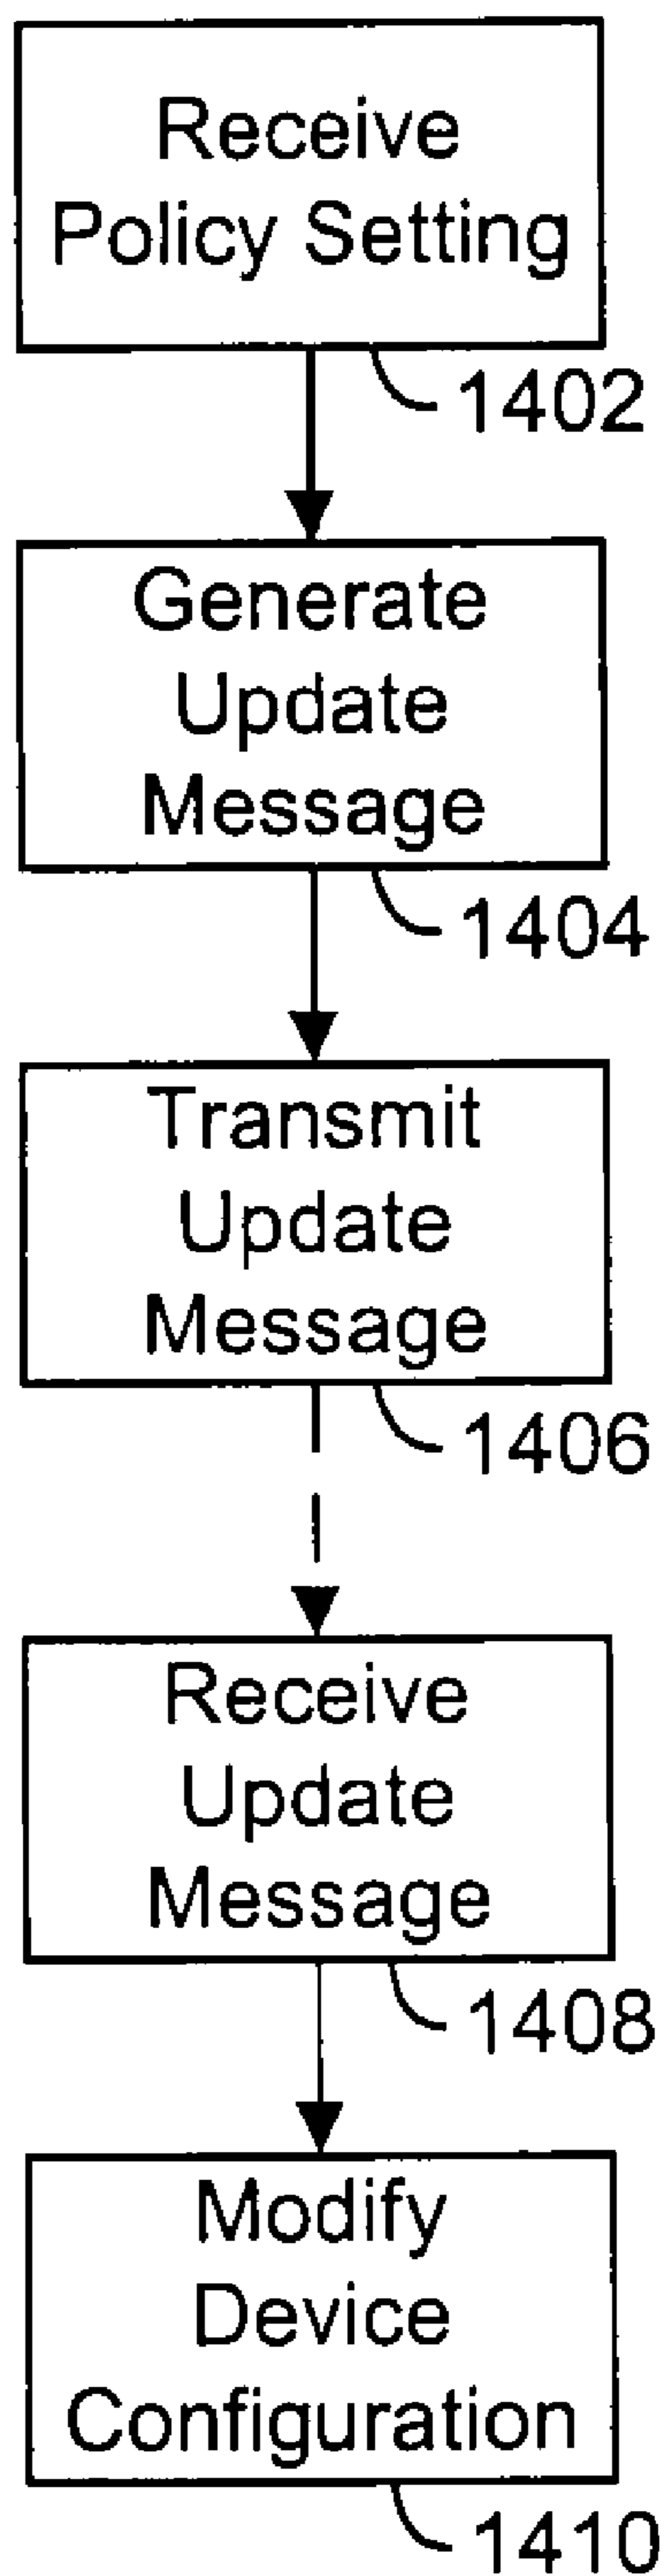 Receive
Policy Setting
1402
Generate
Update
Message
1404
Transmit
Update
Message
1406
Receive
Update
Message
1408
Modify
Device
Configuration
1410